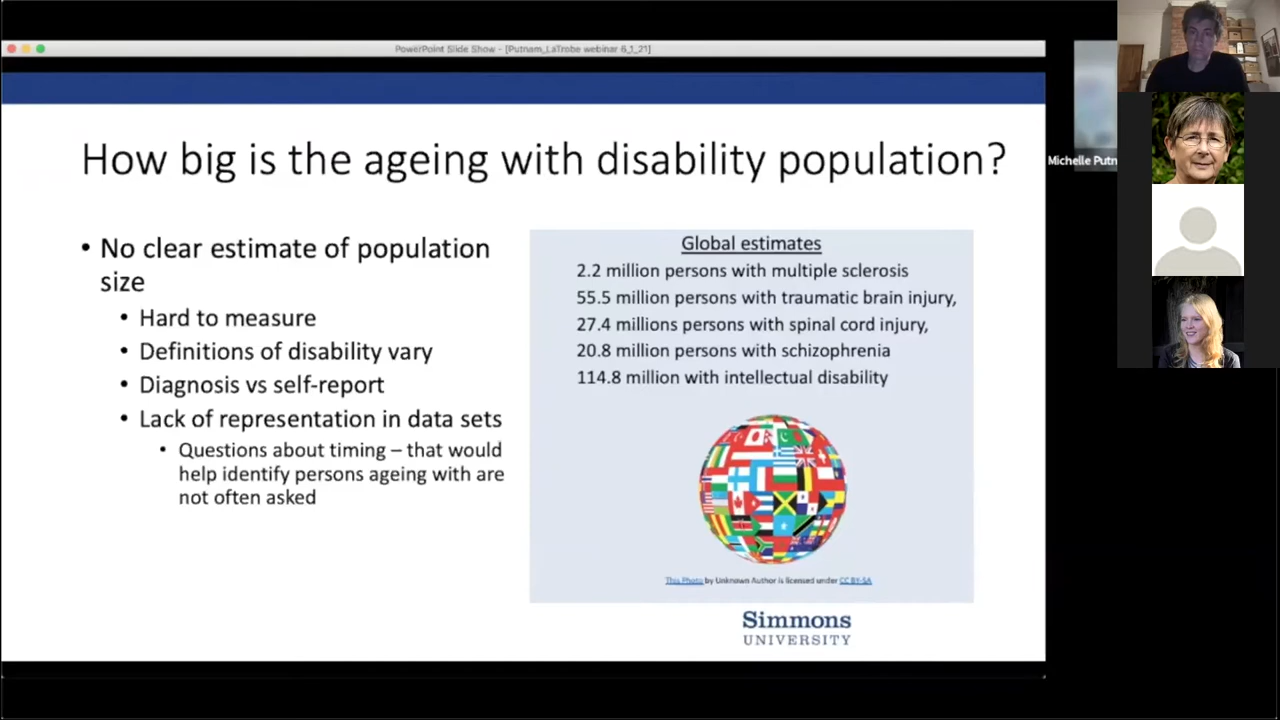 PowerPoint Slide Show - [Putnam_LaTrobe webinar 6_1_21]
How big is the ageing with disability population?
• No clear estimate of population
size
• Hard to measure
• Definitions of disability vary
• Diagnosis vs self-report
• Lack of representation in data sets
• Questions about timing – that would
help identify persons ageing with are
not often asked
Global estimates
2.2 million persons with multiple sclerosis
55.5 million persons with traumatic brain injury,
27.4 millions persons with spinal cord injury,
20.8 million persons with schizophrenia
114.8 million with intellectual disability
This Photo by Unknown Author is licensed under CC BY-SA
Simmons
UNIVERSITY
Michelle Putn